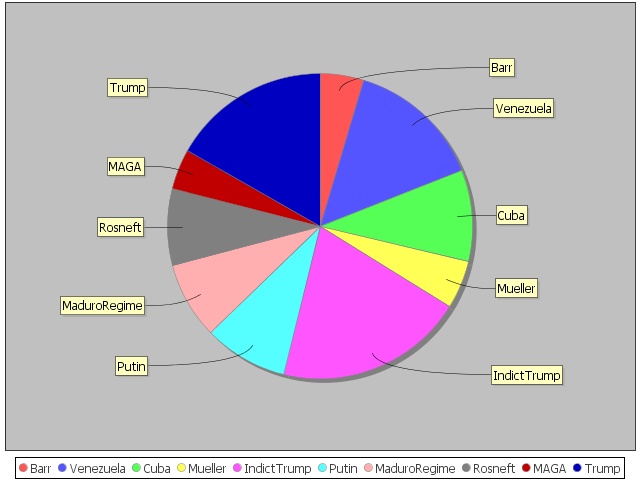 Barr
Trump
Venezuela
MAGA
Cuba
Rosneft
Mueller
MaduroRegime
Putin
IndictTrump
Barr Venezuela Cuba Mueller IndictTrump Putin MaduroRegime Rosneft MAGA Trump